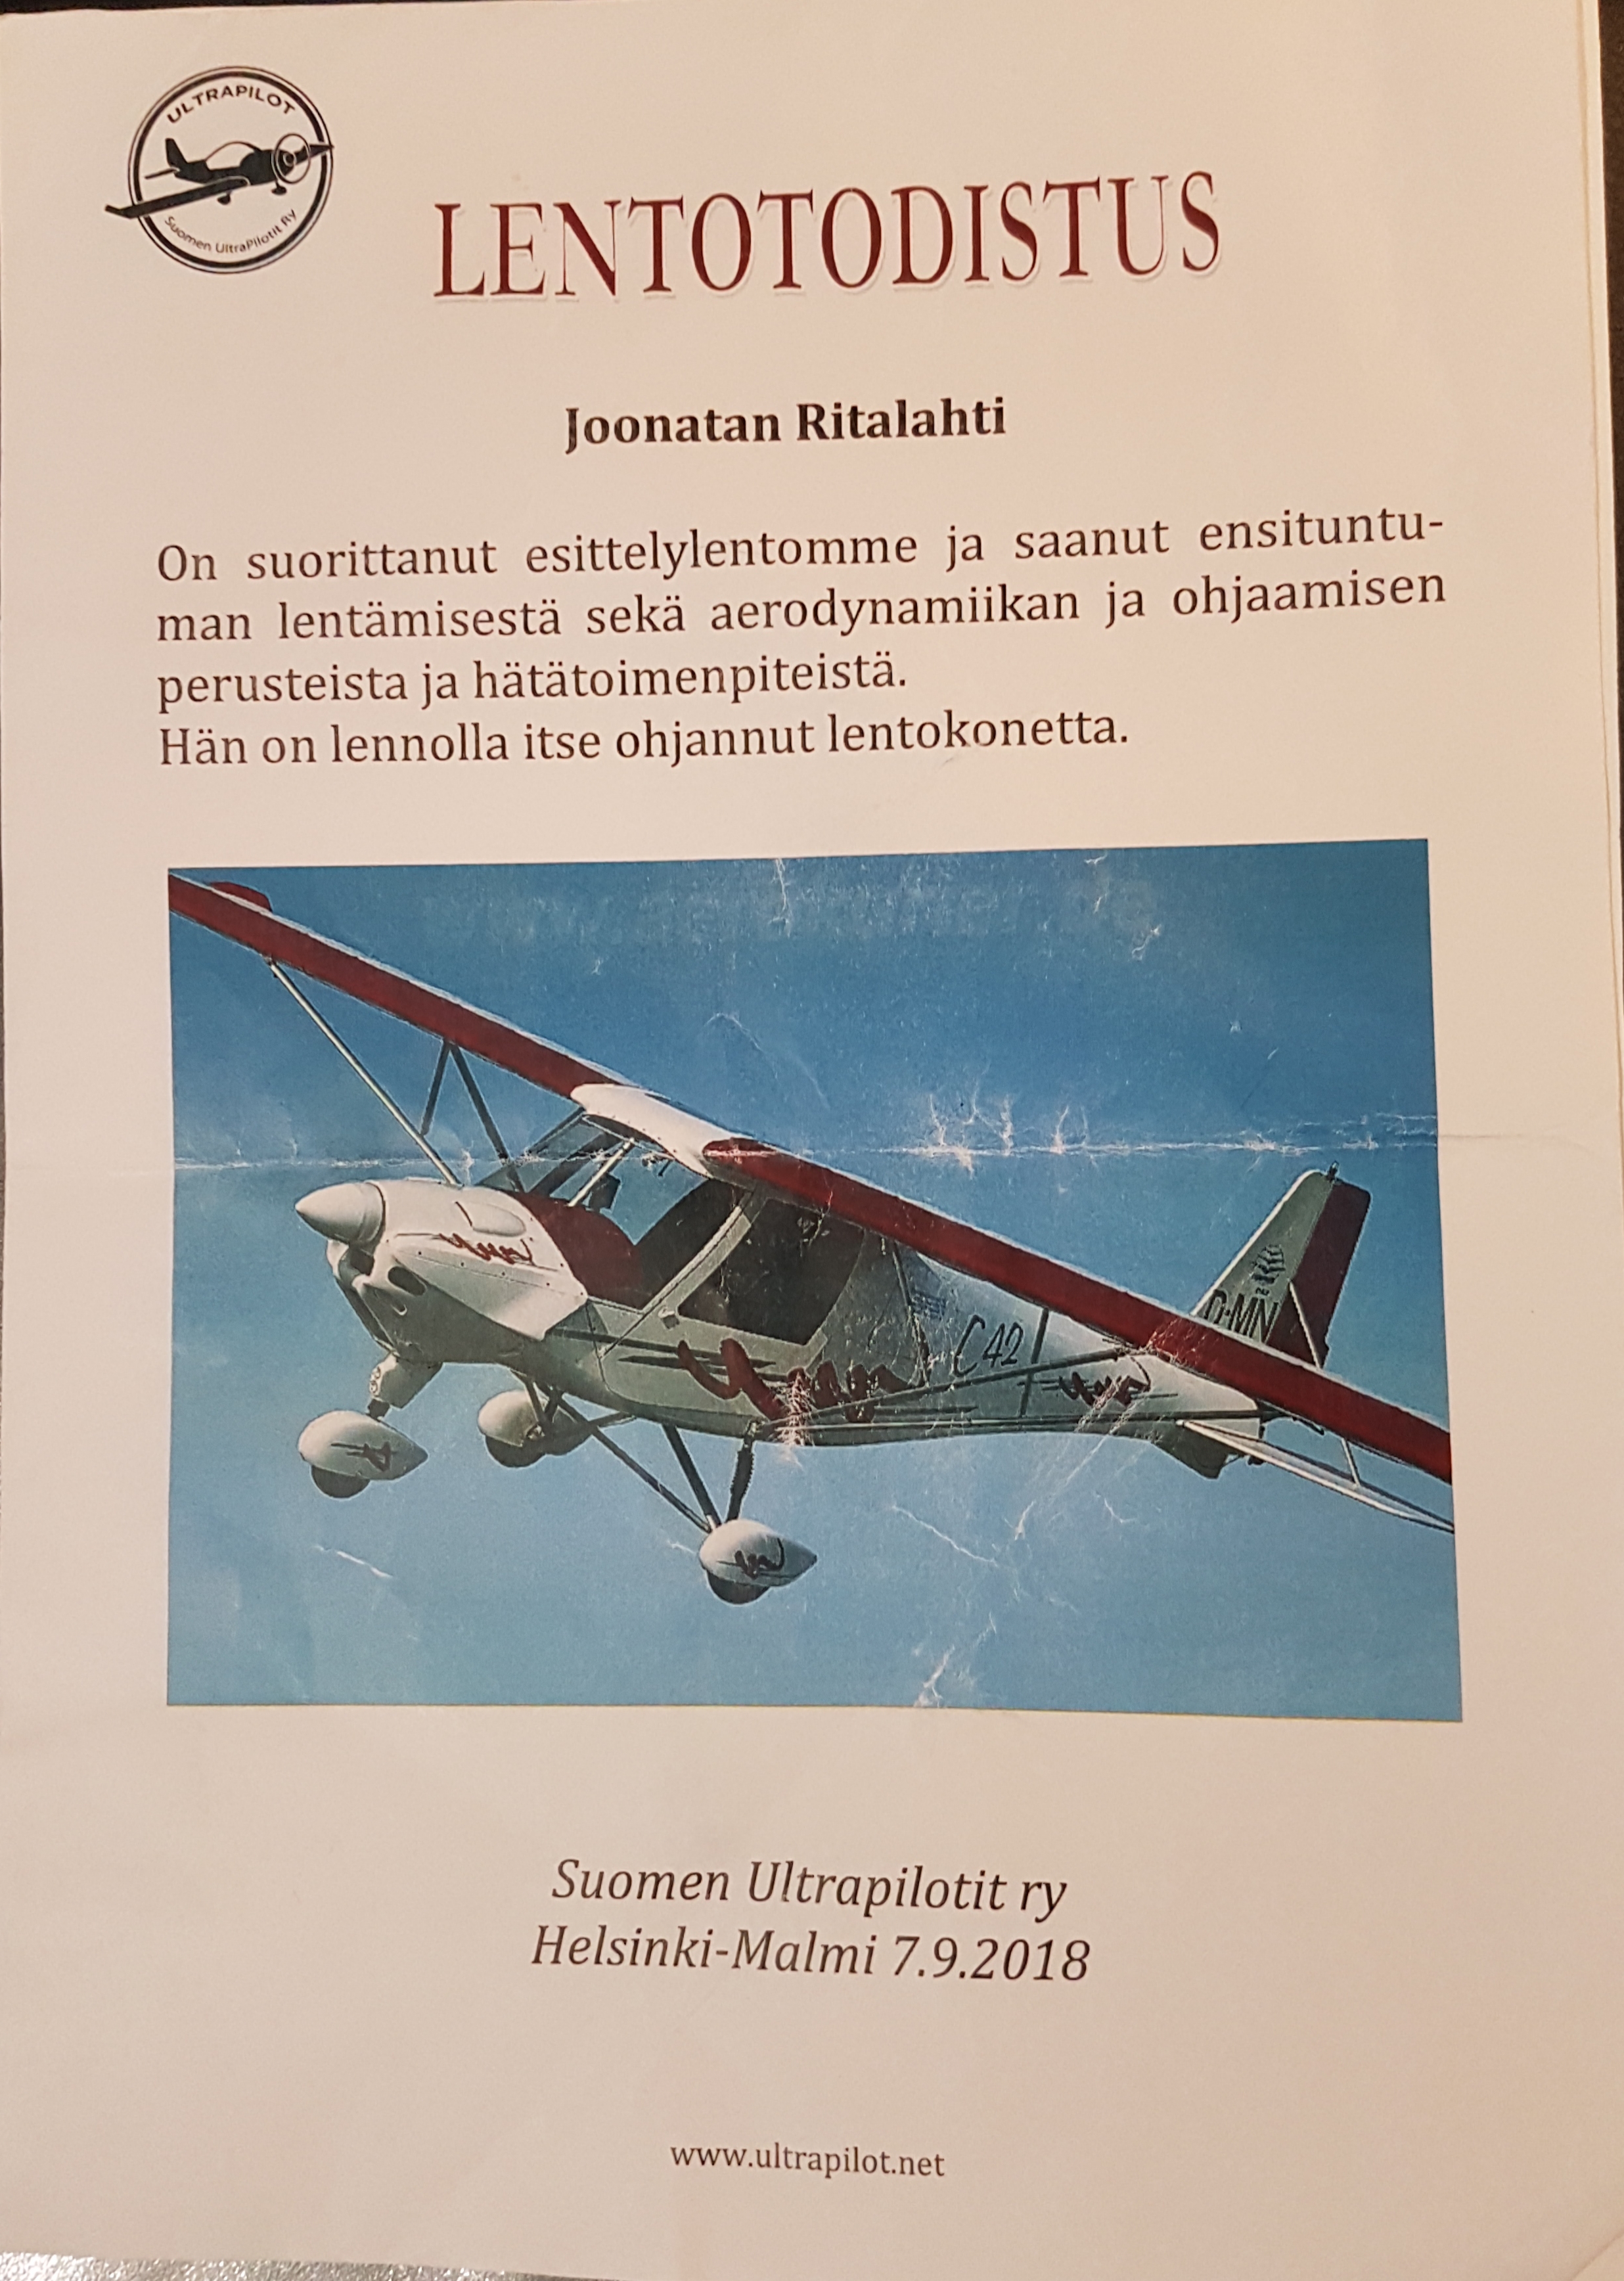 ULTRAPILOT
Suomen UltraPilotit Ry
LENTOTODISTUS
Joonatan Ritalahti
On suorittanut esittelylentomme ja saanut ensituntu-
man lentämisestä sekä aerodynamiikan ja ohjaamisen
perusteista ja hätätoimenpiteistä.
Hän on lennolla itse ohjannut lentokonetta.
C42
D-MN
Suomen Ultrapilotit ry
Helsinki-Malmi 7.9.2018
www.ultrapilot.net